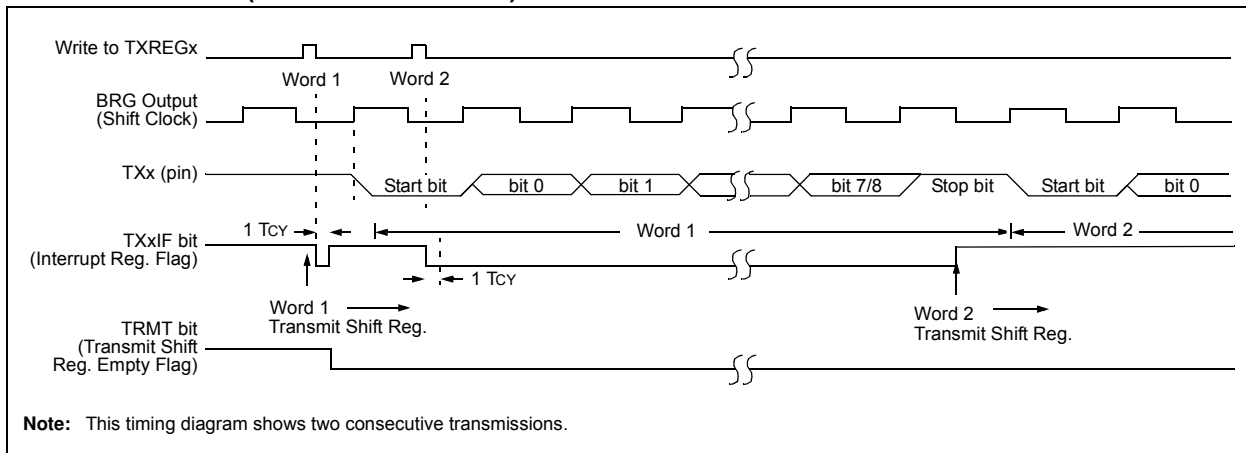 Write to TXREGx
Word 1
Word 2
BRG Output
(Shift Clock)
TXx (pin)
Start bit
bit 0
bit 1
bit 7/8
Stop bit
Start bit
bit 0
1 TCY
Word 1
Word 2
TXxIF bit
(Interrupt Reg. Flag)
1 TCY
Word 1
Transmit Shift Reg.
Word 2
Transmit Shift Reg.
TRMT bit
(Transmit Shift
Reg. Empty Flag)
Note: This timing diagram shows two consecutive transmissions.